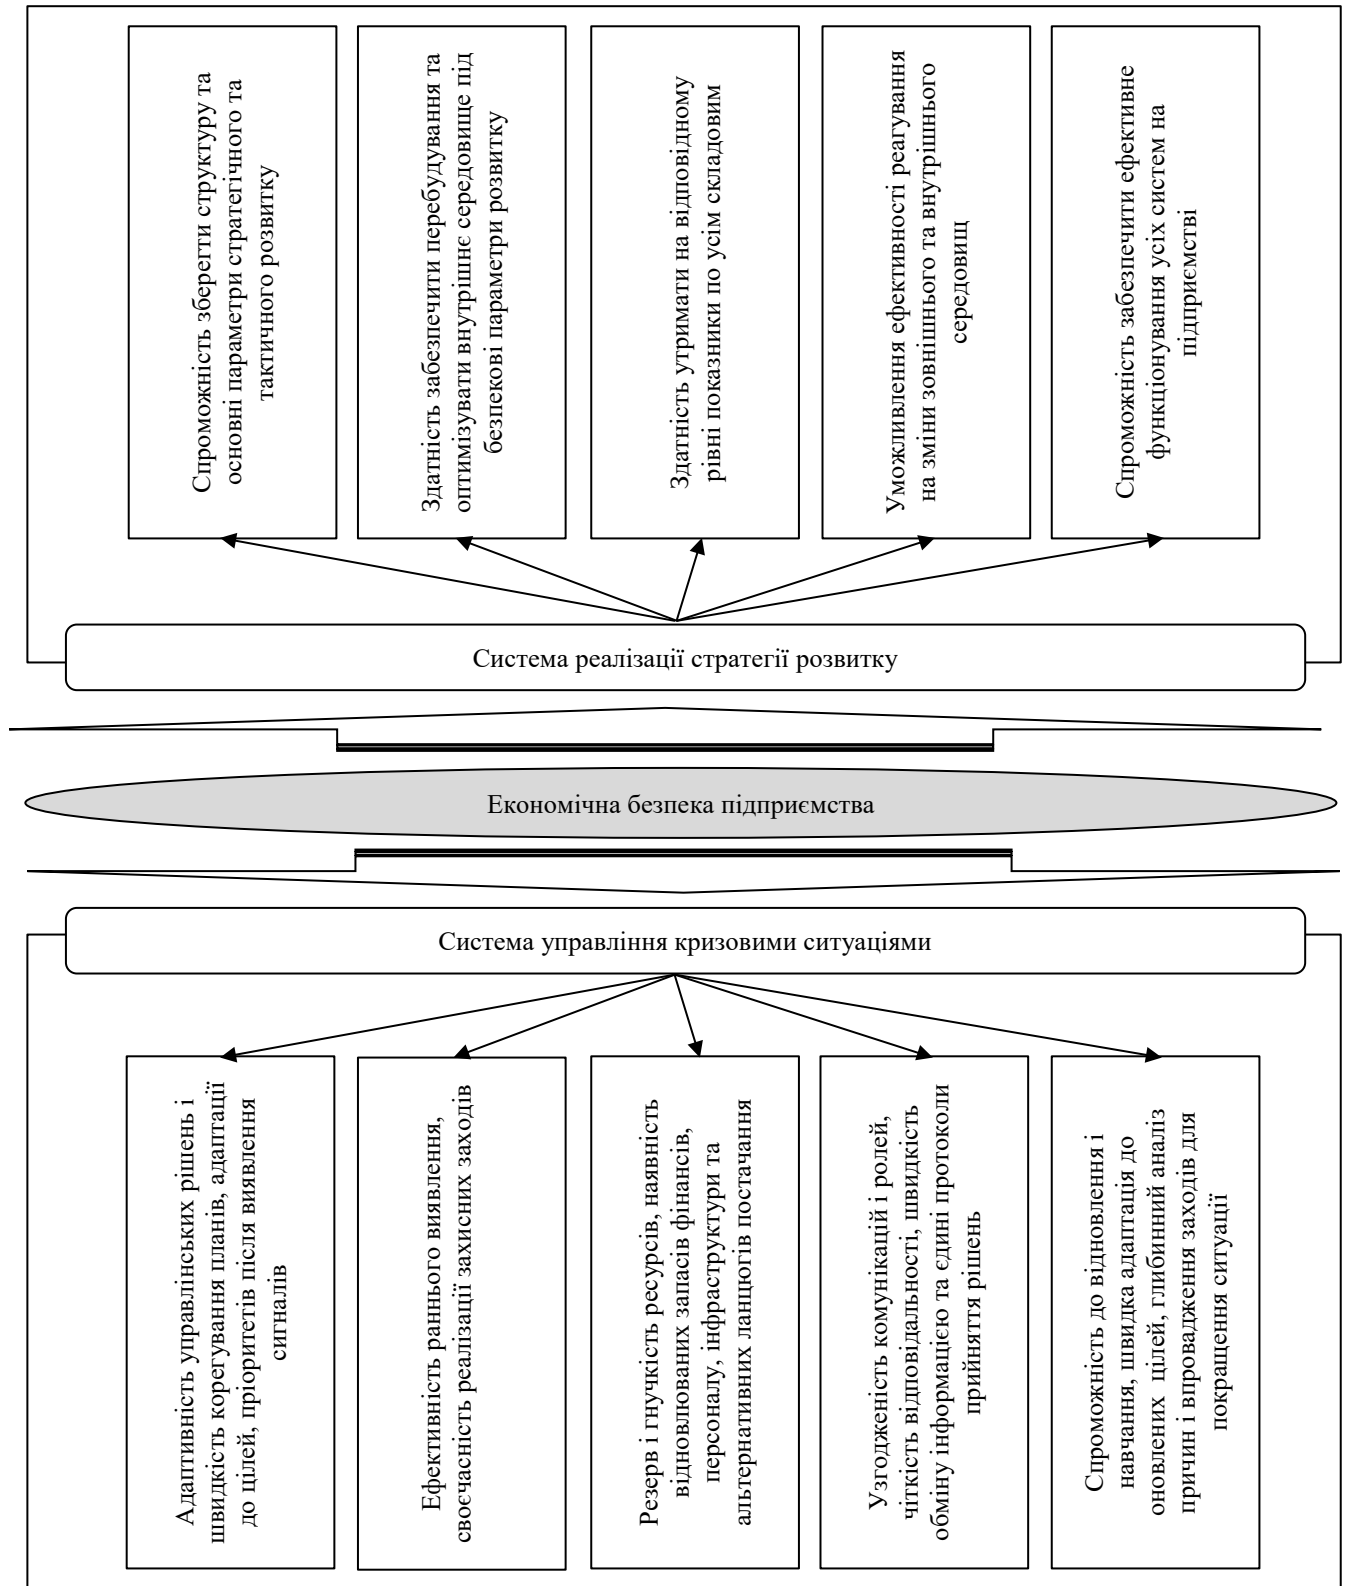 Спроможність зберегти структуру та
основні параметри стратегічного та
тактичного розвитку
Здатність забезпечити перебудування та
оптимізувати внутрішнє середовище під
безпекові параметри розвитку
Здатність утримати на відповідному
рівні показники по усім складовим
Уможливлення ефективності реагування
на зміни зовнішнього та внутрішнього
середовищ
Спроможність забезпечити ефективне
функціонування усіх систем на
підприємстві
Система реалізації стратегії розвитку
Економічна безпека підприємства
Система управління кризовими ситуаціями
Адаптивність управлінських рішень і
швидкість корегування планів, адаптації
до цілей, пріоритетів після виявлення
сигналів
Ефективність раннього виявлення,
своєчасність реалізації захисних заходів
Резерв і гнучкість ресурсів, наявність
відновлюваних запасів фінансів,
персоналу, інфраструктури та
альтернативних ланцюгів постачання
Узгодженість комунікацій і ролей,
чіткість відповідальності, швидкість
обміну інформацією та єдині протоколи
прийняття рішень
Спроможність до відновлення і
навчання, швидка адаптація до
оновлених цілей, глибинний аналіз
причин і впровадження заходів для
покращення ситуації